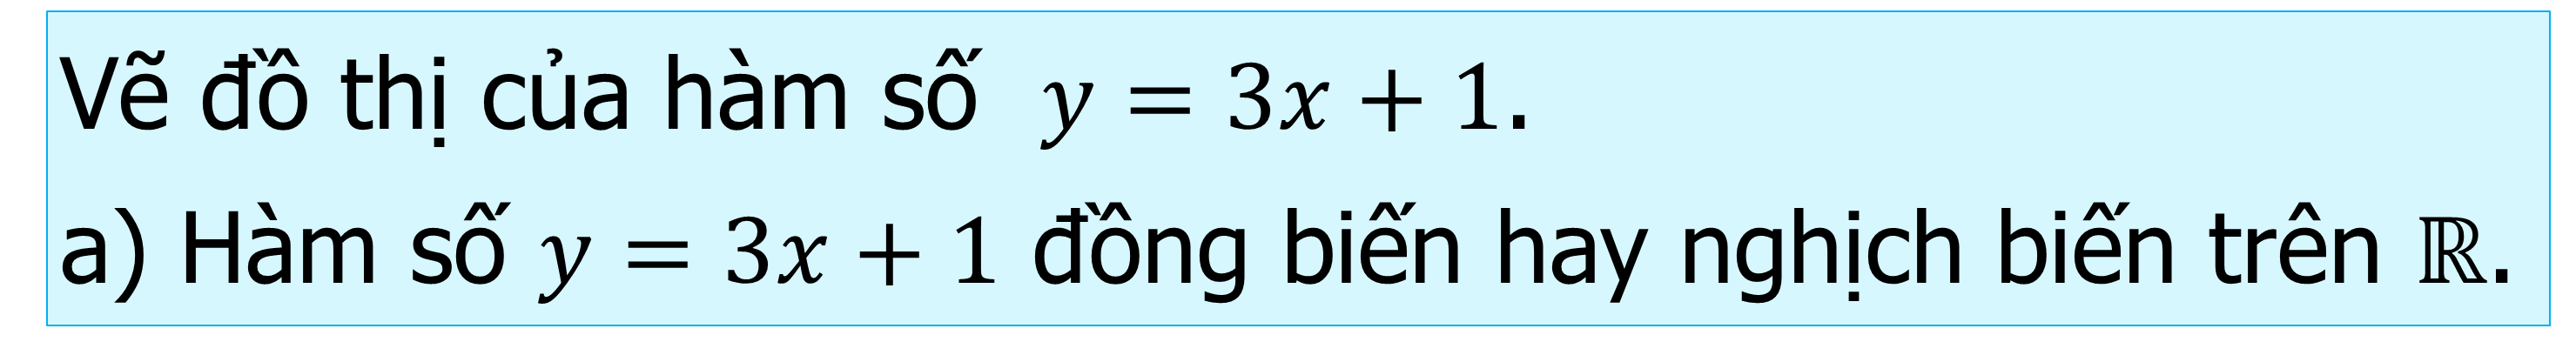 Vẽ đồ thị của hàm số y = 3x + 1.
a) Hàm số y = 3x + 1 đồng biến hay nghịch biến trên ℝ.